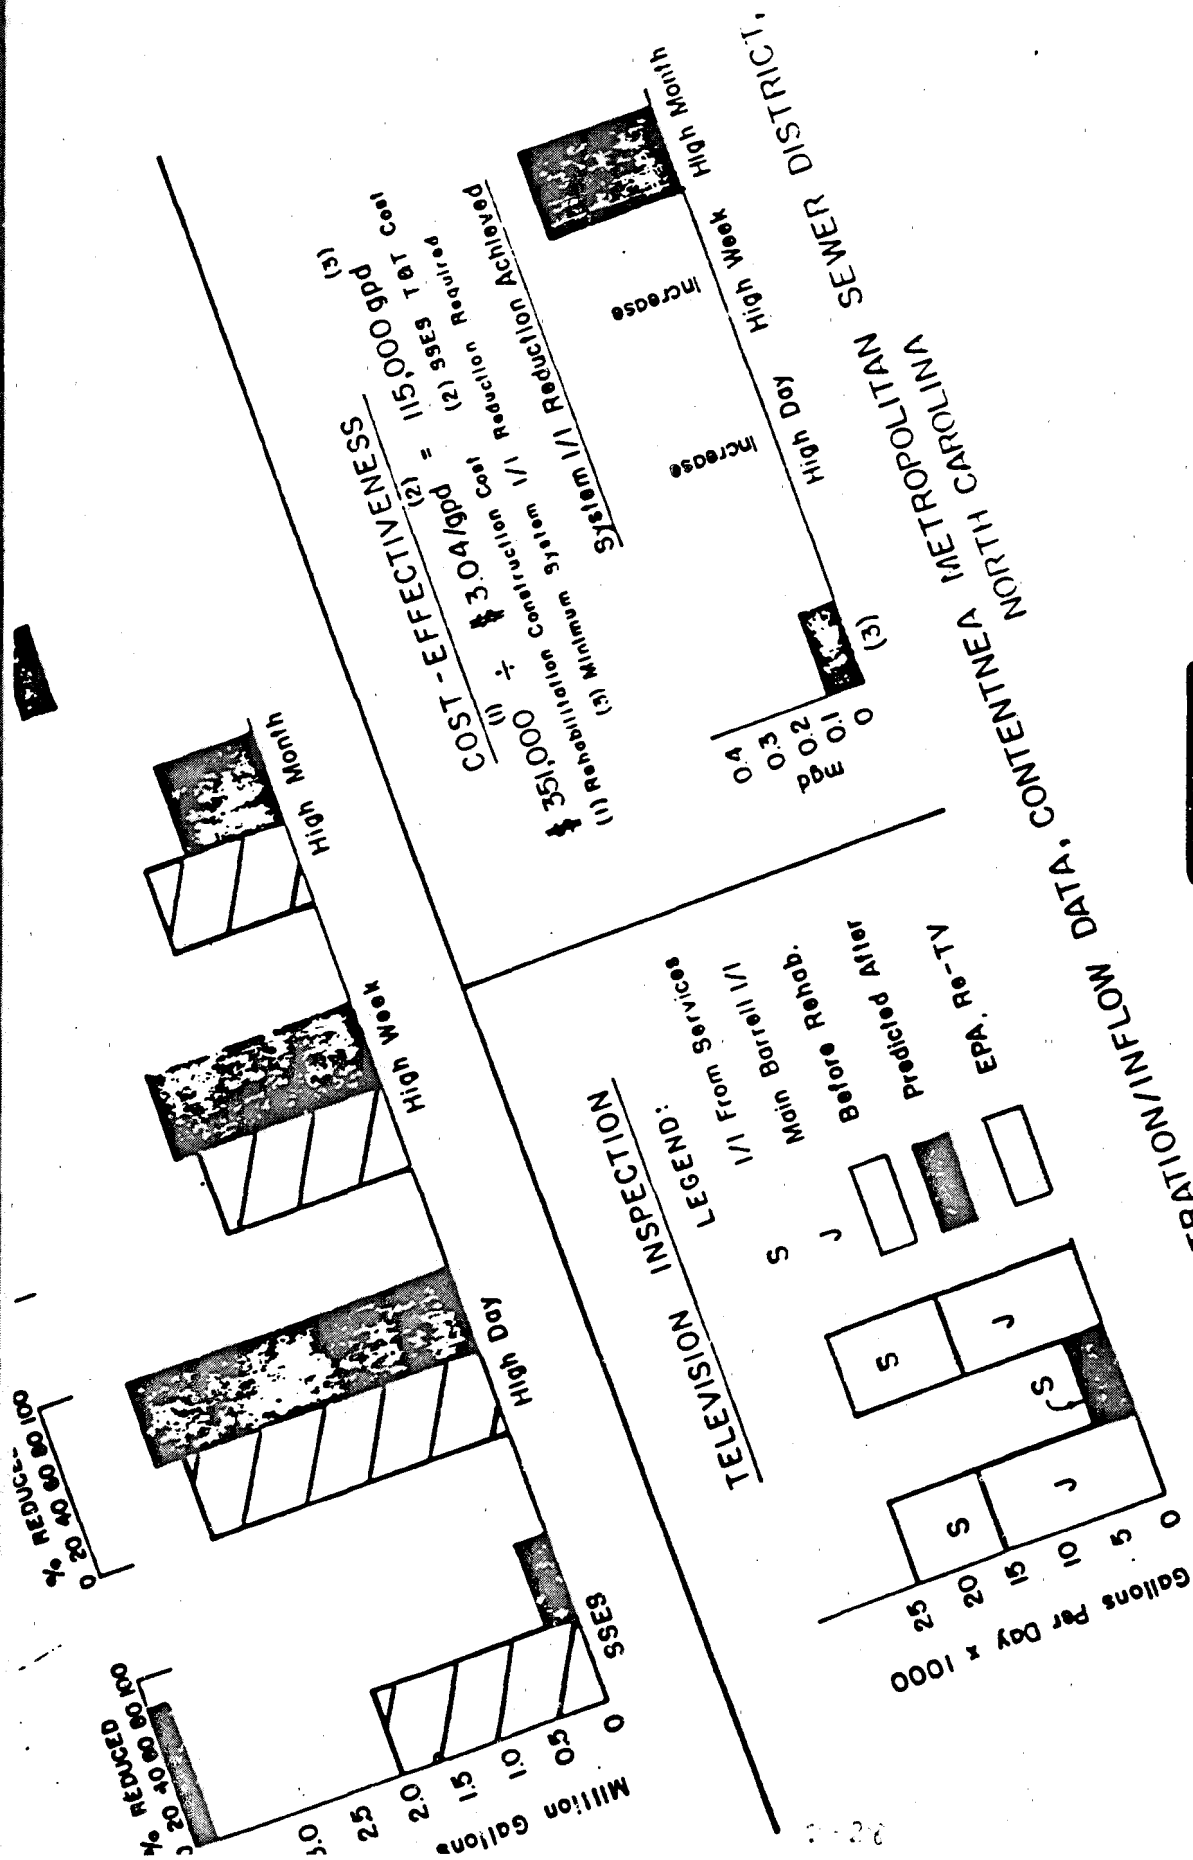 % REDUCED
20 40 60 80 100
% REDUCE
0 20 40 60 80 100
Million Gallons
3.0
2.5
2.0
1.5
1.0
0.5
0
SSES
High Day
High Week
High Month
TELEVISION INSPECTION
LEGEND:
S I/I From Services
J Main Barrell I/I
Before Rehab.
Predicted After
EPA, Re-TV
Gallons Per Day x 1000
25
20
15
10
5
0
S
J
S
S
J
COST-EFFECTIVENESS
$ 351,000 (1) ÷ $ 3.04/gpd (2) = 115,000 gpd (3)
(1) Rehabilitation Construction Cost (2) SSES T&T Cost
(3) Minimum System I/I Reduction Required
System I/I Reduction Achieved
0.4
0.3
mgd 0.2
0.1
0
(3)
Increase
Increase
High Day
High Week
High Month
TRATION/INFLOW DATA, CONTENTNEA METROPOLITAN SEWER DISTRICT,
NORTH CAROLINA